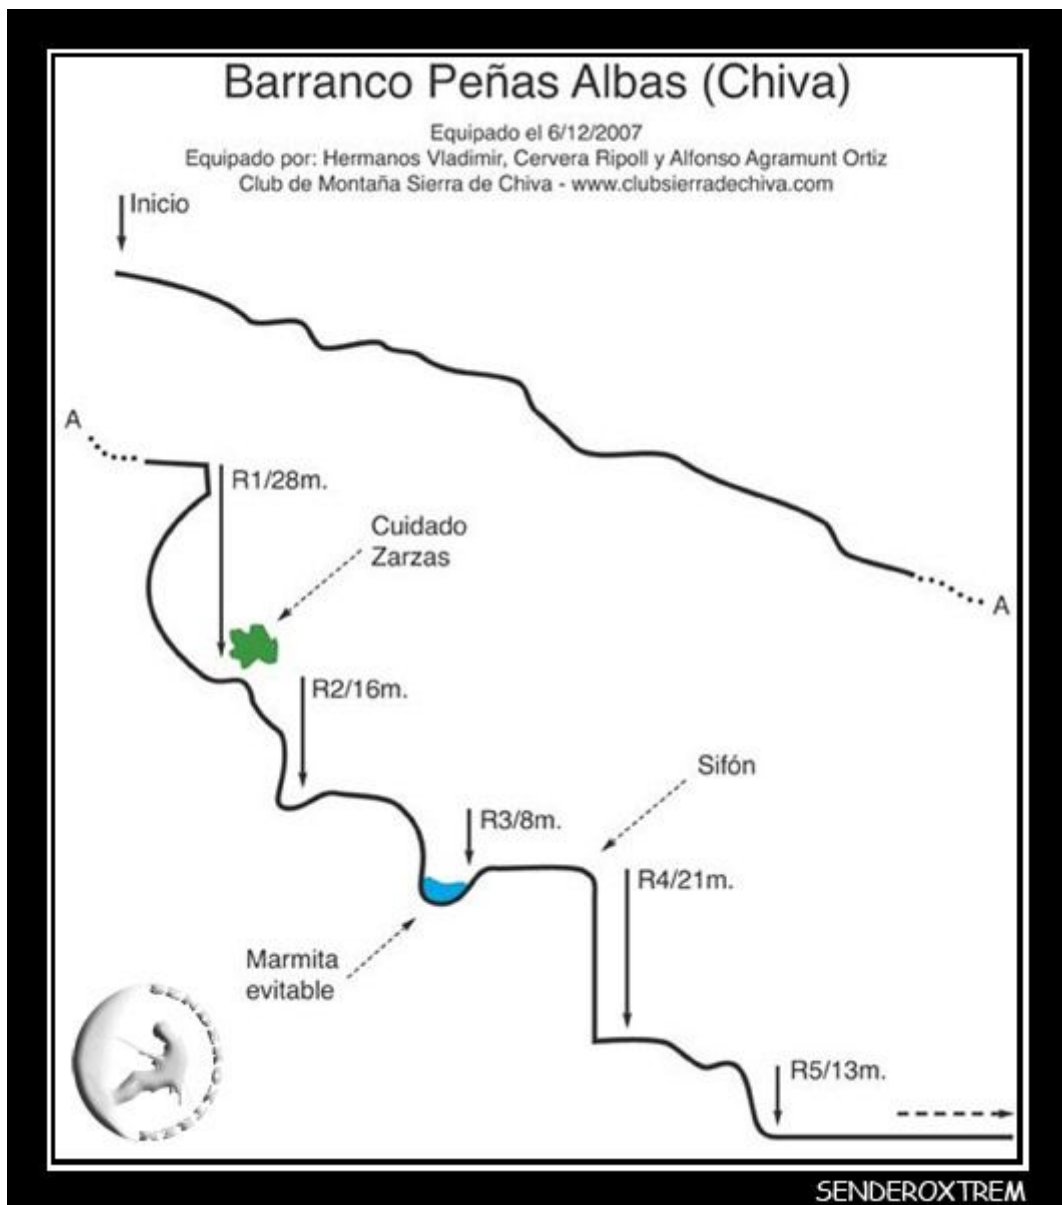 Barranco Peñas Albas (Chiva)
Equipado el 6/12/2007
Equipado por: Hermanos Vladimir, Cervera Ripoll y Alfonso Agramunt Ortiz
Club de Montaña Sierra de Chiva - www.clubsierradechiva.com
Inicio
A
R1/28m.
Cuidado
Zarzas
A
R2/16m.
Sifón
R3/8m.
R4/21m.
Marmita
evitable
R5/13m.
SENDEROXTREM